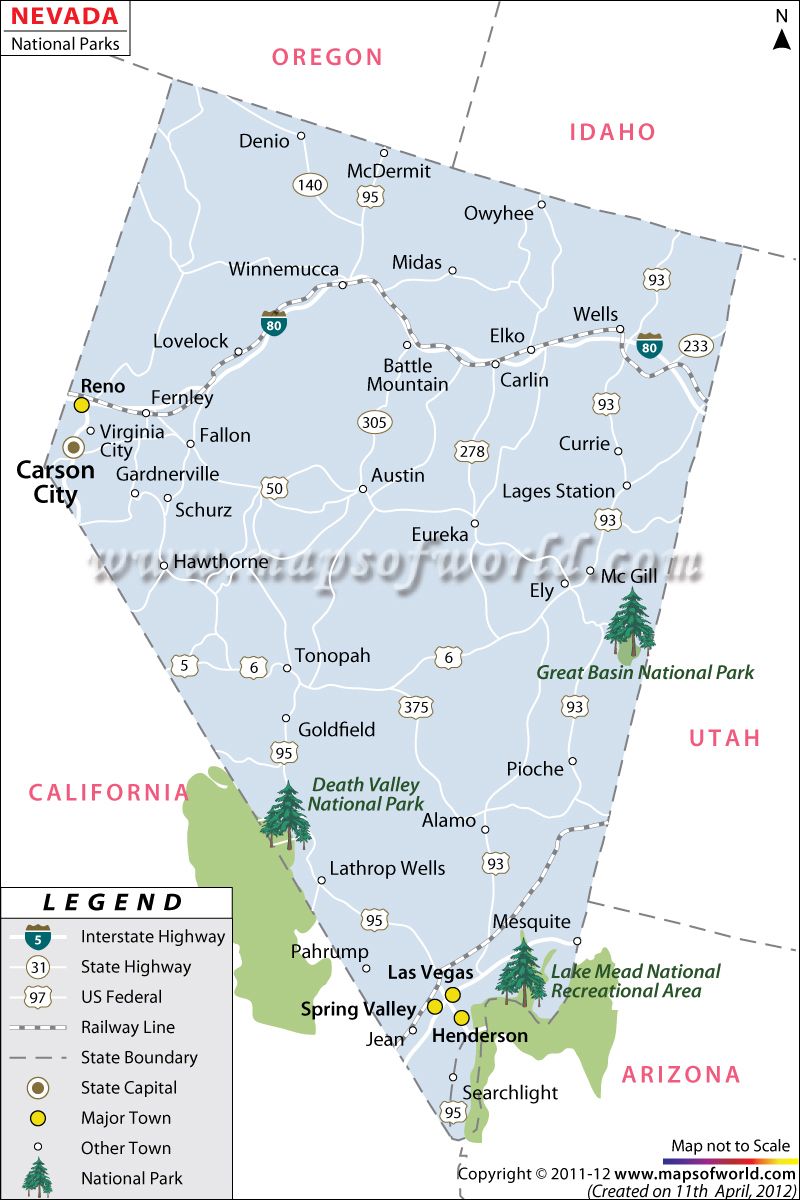 NEVADA
National Parks
N
OREGON
IDAHO
Denio
McDermit
140
95
Owyhee
Midas
Winnemucca
93
80
Wells
Lovelock
Elko
80
233
Battle
Mountain
Carlin
Reno
Fernley
93
305
Virginia
City
Fallon
278
Currie
Carson
City
Gardnerville
Austin
50
Lages Station
Schurz
93
Eureka
www.mapsofworld.com
Hawthorne
Mc Gill
Ely
Tonopah
5
6
6
Great Basin National Park
375
93
Goldfield
95
UTAH
Pioche
CALIFORNIA
Death Valley
National Park
Alamo
93
Lathrop Wells
LEGEND
5 Interstate Highway
31 State Highway
97 US Federal
Railway Line
State Boundary
State Capital
Major Town
Other Town
National Park
95
Mesquite
Pahrump
Las Vegas
Lake Mead National
Recreational Area
Spring Valley
Jean
Henderson
ARIZONA
Searchlight
95
Map not to Scale
Copyright © 2011-12 www.mapsofworld.com
(Created on 11th April, 2012)